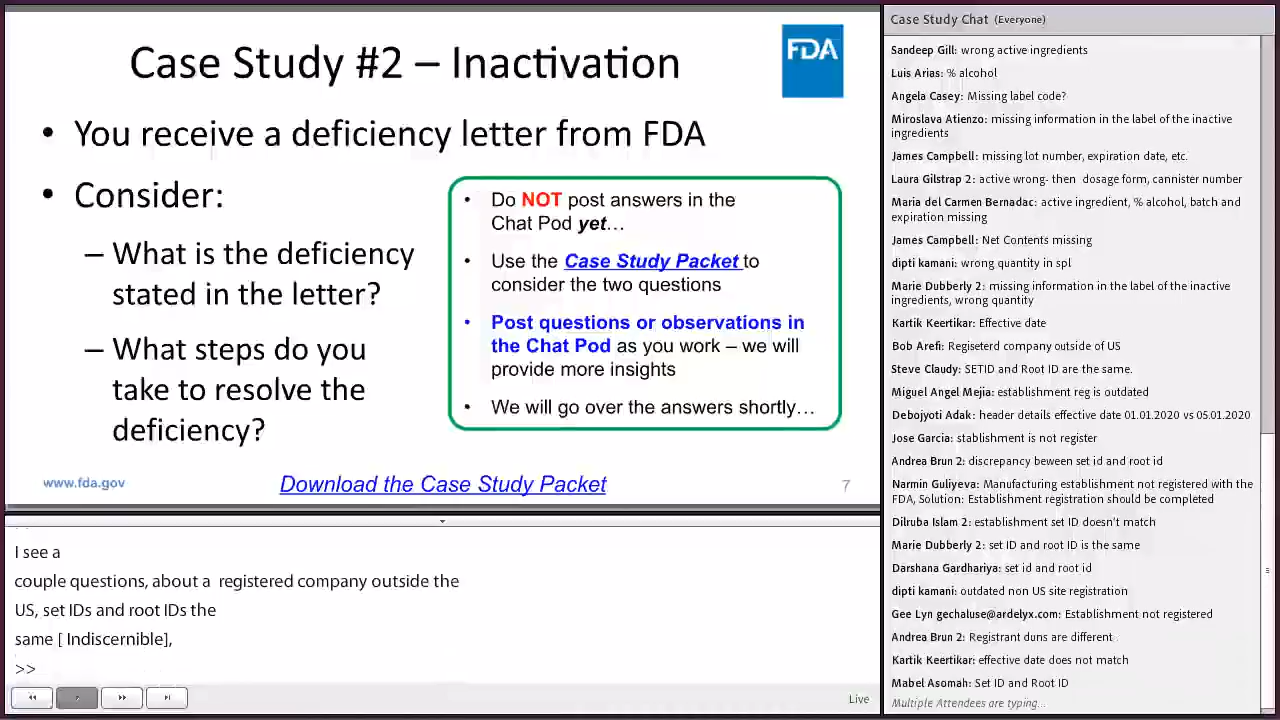 Case Study #2 – Inactivation
FDA
• You receive a deficiency letter from FDA
• Consider:
– What is the deficiency
stated in the letter?
– What steps do you
take to resolve the
deficiency?
• Do NOT post answers in the
Chat Pod yet…
• Use the Case Study Packet to
consider the two questions
• Post questions or observations in
the Chat Pod as you work – we will
provide more insights
• We will go over the answers shortly…
www.fda.gov
Download the Case Study Packet
7
I see a
couple questions, about a registered company outside the
US, set IDs and root IDs the
same [ Indiscernible],
>>
Live
Case Study Chat (Everyone)
Sandeep Gill: wrong active ingredients
Luis Arias: % alcohol
Angela Casey: Missing label code?
Miroslava Atienzo: missing information in the label of the inactive
ingredients
James Campbell: missing lot number, expiration date, etc.
Laura Gilstrap 2: active wrong- then dosage form, cannister number
Maria del Carmen Bernadac: active ingredient, % alcohol, batch and
expiration missing
James Campbell: Net Contents missing
dipti kamani: wrong quantity in spl
Marie Dubberly 2: missing information in the label of the inactive
ingredients, wrong quantity
Kartik Keertikar: Effective date
Bob Arefi: Regiseterd company outside of US
Steve Claudy: SETID and Root ID are the same.
Miguel Angel Mejia: establishment reg is outdated
Debojyoti Adak: header details effective date 01.01.2020 vs 05.01.2020
Jose Garcia: stablishment is not register
Andrea Brun 2: discrepancy beween set id and root id
Narmin Guliyeva: Manufacturing establishment not registered with the
FDA, Solution: Establishment registration should be completed
Dilruba Islam 2: establishment set ID doesn't match
Marie Dubberly 2: set ID and root ID is the same
Darshana Gardhariya: set id and root id
dipti kamani: outdated non US site registration
Gee Lyn gechaluse@ardelyx.com: Establishment not registered
Andrea Brun 2: Registrant duns are different
Kartik Keertikar: effective date does not match
Mabel Asomah: Set ID and Root ID
Multiple Attendees are typing...